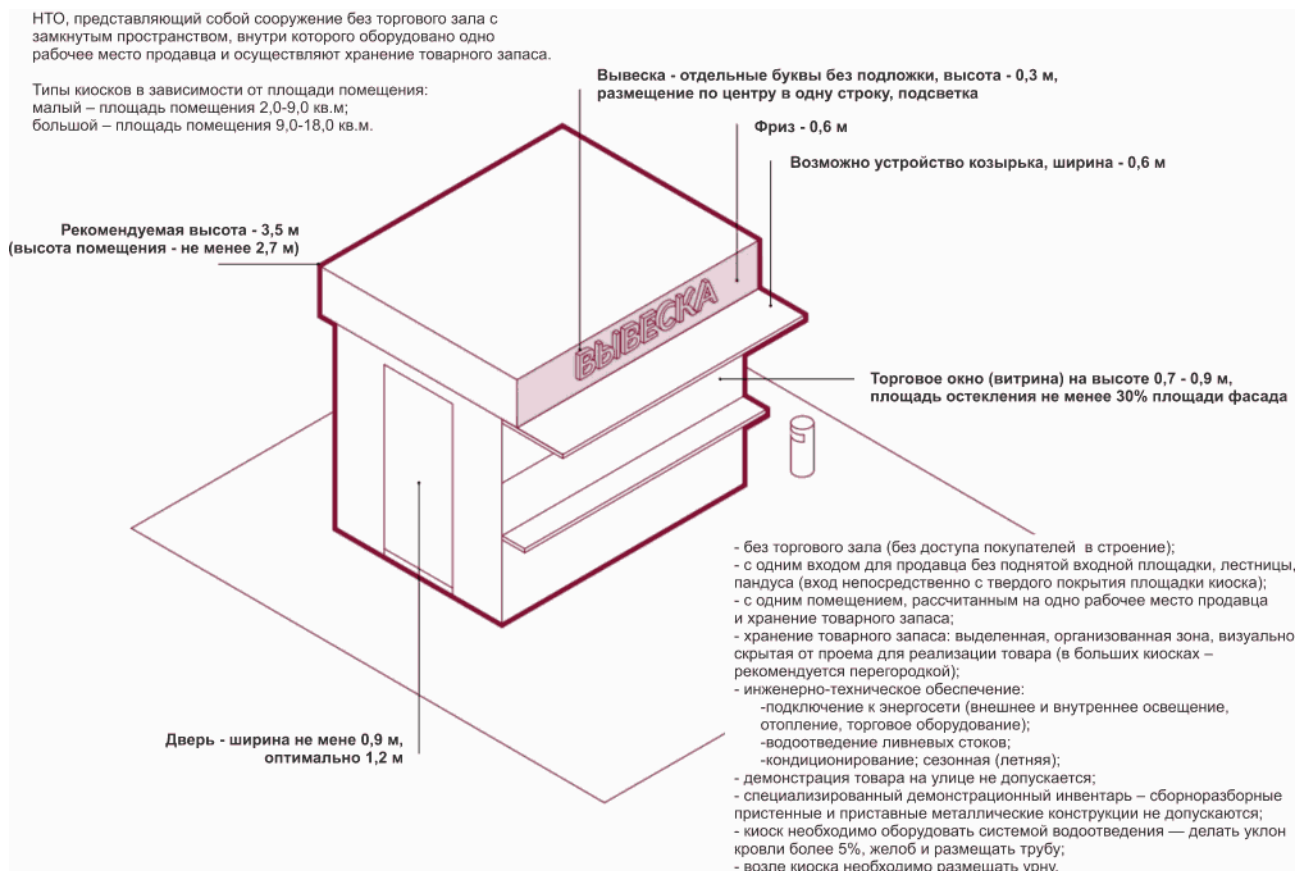 НТО, представляющий собой сооружение без торгового зала с
замкнутым пространством, внутри которого оборудовано одно
рабочее место продавца и осуществляют хранение товарного запаса.
Типы киосков в зависимости от площади помещения:
малый – площадь помещения 2,0-9,0 кв.м;
большой – площадь помещения 9,0-18,0 кв.м.
Вывеска - отдельные буквы без подложки, высота - 0,3 м,
размещение по центру в одну строку, подсветка
Фриз - 0,6 м
Возможно устройство козырька, ширина - 0,6 м
Рекомендуемая высота - 3,5 м
(высота помещения - не менее 2,7 м)
ВЫВЕСКА
Торговое окно (витрина) на высоте 0,7 - 0,9 м,
площадь остекления не менее 30% площади фасада
Дверь - ширина не мене 0,9 м,
оптимально 1,2 м
- без торгового зала (без доступа покупателей в строение);
- с одним входом для продавца без поднятой входной площадки, лестницы,
пандуса (вход непосредственно с твердого покрытия площадки киоска);
- с одним помещением, рассчитанным на одно рабочее место продавца
и хранение товарного запаса;
- хранение товарного запаса: выделенная, организованная зона, визуально
скрытая от проема для реализации товара (в больших киосках –
рекомендуется перегородкой);
- инженерно-техническое обеспечение:
-подключение к энергосети (внешнее и внутреннее освещение,
отопление, торговое оборудование);
-водоотведение ливневых стоков;
-кондиционирование; сезонная (летняя);
- демонстрация товара на улице не допускается;
- специализированный демонстрационный инвентарь – сборноразборные
пристенные и приставные металлические конструкции не допускаются;
- киоск необходимо оборудовать системой водоотведения — делать уклон
кровли более 5%, желоб и размещать трубу;
- возле киоска необходимо размещать урну.